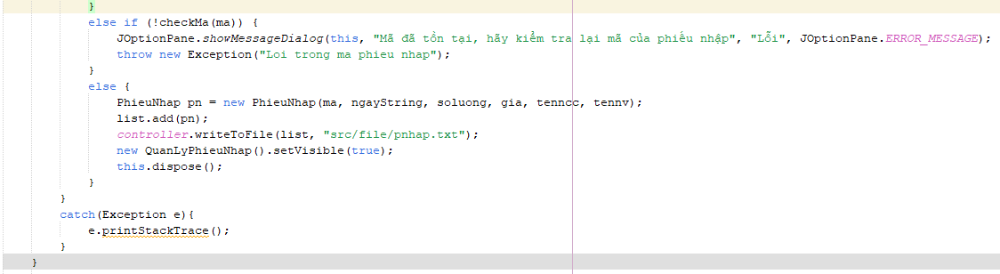 }
else if (!checkMa(ma)) {
JOptionPane.showMessageDialog(this, "Mã đã tồn tại, hãy kiểm tra lại mã của phiếu nhập", "Lỗi", JOptionPane.ERROR_MESSAGE);
throw new Exception("Loi trong ma phieu nhap");
}
else {
PhieuNhap pn = new PhieuNhap(ma, ngayString, soluong, gia, tenncc, tennv);
list.add(pn);
controller.writeToFile(list, "src/file/pnhap.txt");
new QuanLyPhieuNhap().setVisible(true);
this.dispose();
}
}
catch(Exception e){
e.printStackTrace();
}
}